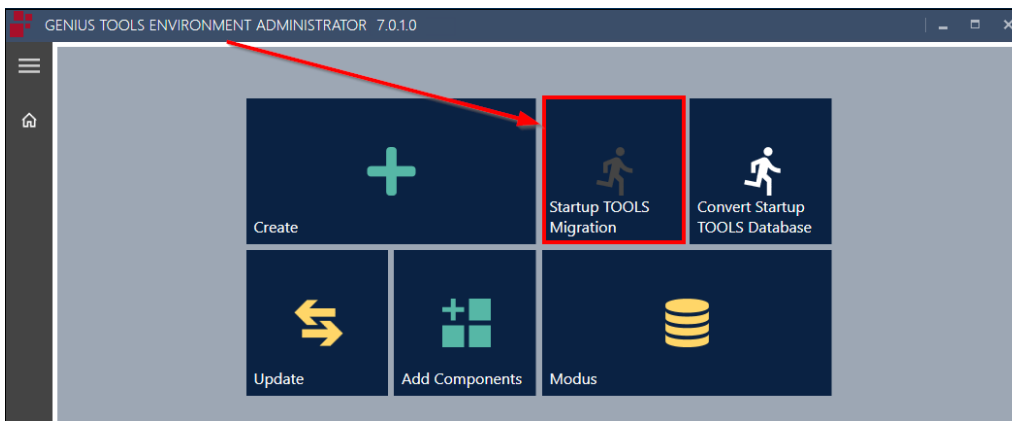 GENIUS TOOLS ENVIRONMENT ADMINISTRATOR 7.0.1.0
Create
Startup TOOLS
Migration
Convert Startup
TOOLS Database
Update
Add Components
Modus